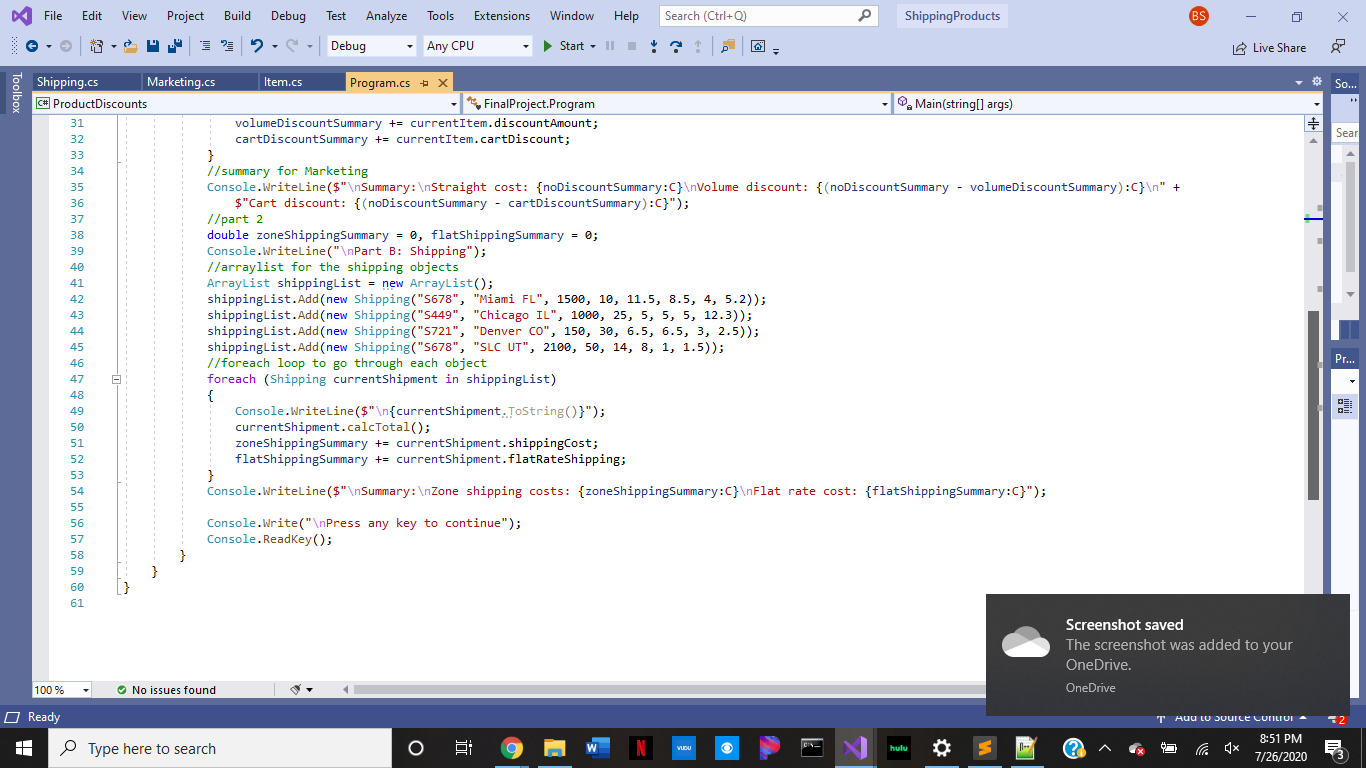 File Edit View Project Build Debug Test Analyze Tools Extensions Window Help Search (Ctrl+Q) ShippingProducts BS
Debug Any CPU Start Live Share
Toolbox
Shipping.cs Marketing.cs Item.cs Program.cs So...
C# ProductDiscounts FinalProject.Program Main(string[] args)
Sear
31 volumeDiscountSummary += currentItem.discountAmount;
32 cartDiscountSummary += currentItem.cartDiscount;
33 }
34 //summary for Marketing
35 Console.WriteLine($"\nSummary:\nStraight cost: {noDiscountSummary:C}\nVolume discount: {(noDiscountSummary - volumeDiscountSummary):C}\n" +
36 $"Cart discount: {(noDiscountSummary - cartDiscountSummary):C}");
37 //part 2
38 double zoneShippingSummary = 0, flatShippingSummary = 0;
39 Console.WriteLine("\nPart B: Shipping");
40 //arraylist for the shipping objects
41 ArrayList shippingList = new ArrayList();
42 shippingList.Add(new Shipping("S678", "Miami FL", 1500, 10, 11.5, 8.5, 4, 5.2));
43 shippingList.Add(new Shipping("S449", "Chicago IL", 1000, 25, 5, 5, 5, 12.3));
44 shippingList.Add(new Shipping("S721", "Denver CO", 150, 30, 6.5, 6.5, 3, 2.5));
45 shippingList.Add(new Shipping("S678", "SLC UT", 2100, 50, 14, 8, 1, 1.5));
46 //foreach loop to go through each object
47 foreach (Shipping currentShipment in shippingList)
48 {
49 Console.WriteLine($"\n{currentShipment.ToString()}");
50 currentShipment.calcTotal();
51 zoneShippingSummary += currentShipment.shippingCost;
52 flatShippingSummary += currentShipment.flatRateShipping;
53 }
54 Console.WriteLine($"\nSummary:\nZone shipping costs: {zoneShippingSummary:C}\nFlat rate cost: {flatShippingSummary:C}");
55
56 Console.Write("\nPress any key to continue");
57 Console.ReadKey();
58 }
59 }
60 }
61
Pr...
Screenshot saved
The screenshot was added to your
OneDrive.
OneDrive
100 % No issues found
Ready Add to Source Control 2
Type here to search
NETFLIX N VUDU hulu
8:51 PM
7/26/2020
3